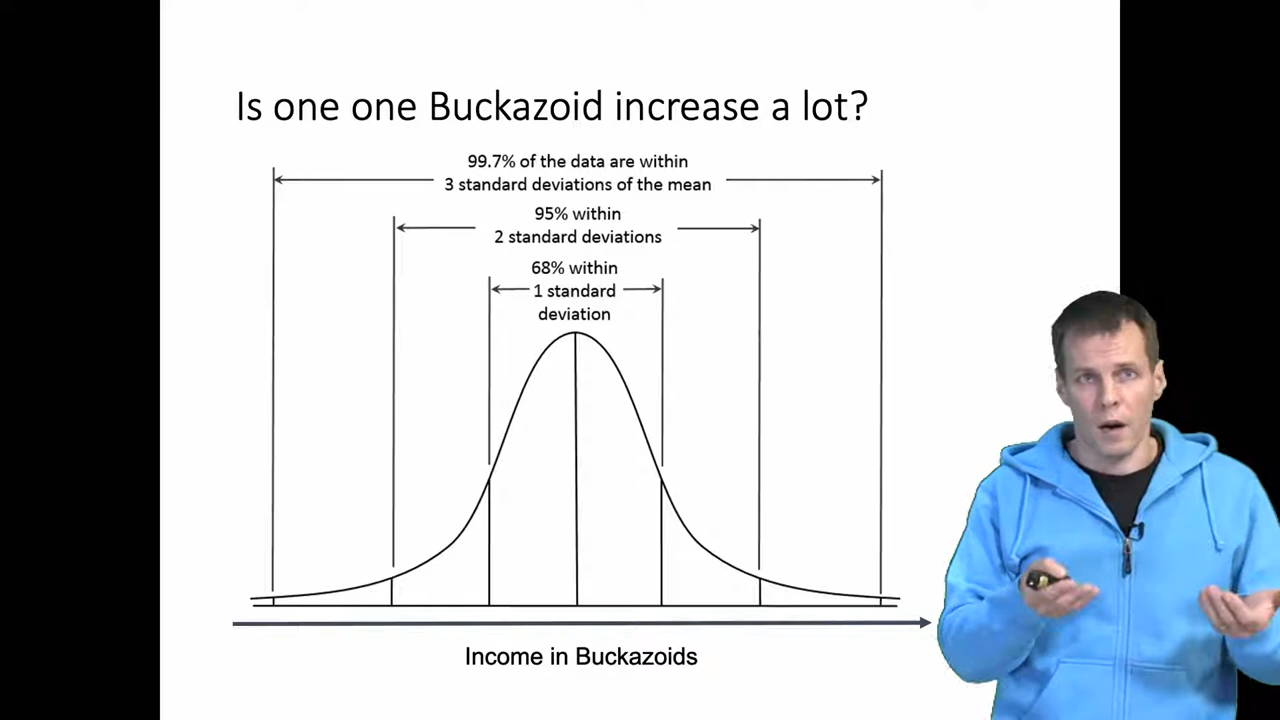 Is one one Buckazoid increase a lot?
99.7% of the data are within
3 standard deviations of the mean
95% within
2 standard deviations
68% within
1 standard
deviation
Income in Buckazoids